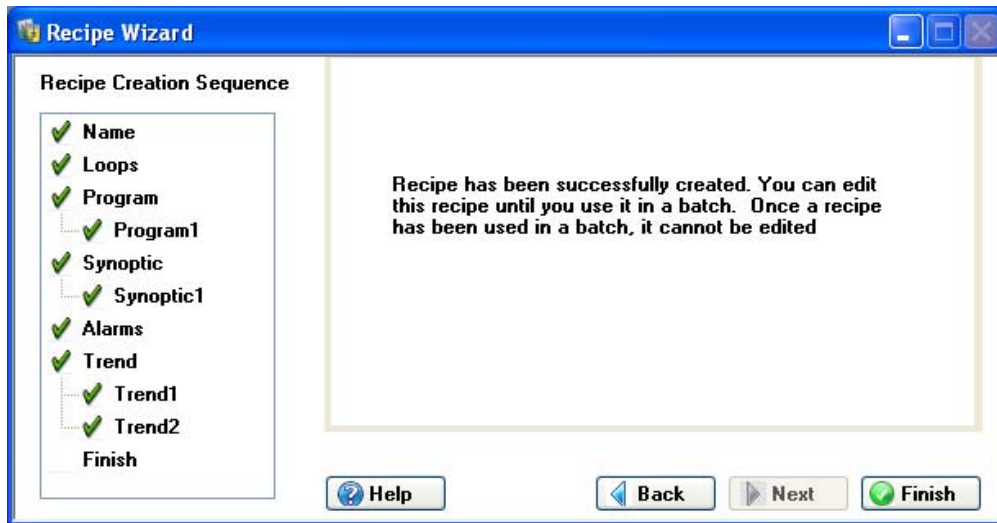 Recipe Wizard
Recipe Creation Sequence
Name
Loops
Program
Program1
Synoptic
Synoptic1
Alarms
Trend
Trend1
Trend2
Finish
Recipe has been successfully created. You can edit
this recipe until you use it in a batch.  Once a recipe
has been used in a batch, it cannot be edited
Help
Back
Next
Finish